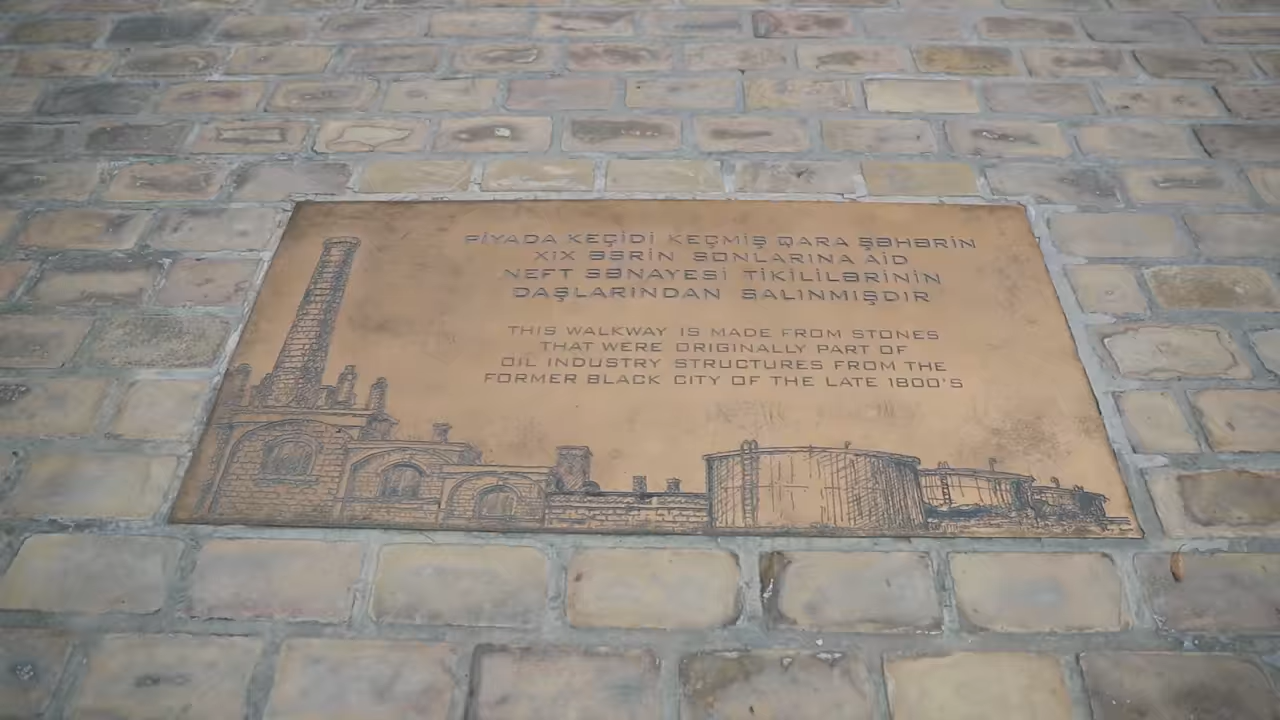 PİYADA KEÇİDİ KEÇMİŞ QARA ŞƏHƏRİN
XIX ƏSRİN SONLARINA AİD
NEFT SƏNAYESİ TİKİLİLƏRİNİN
DAŞLARINDAN SALINMIŞDIR
THIS WALKWAY IS MADE FROM STONES
THAT WERE ORIGINALLY PART OF
OIL INDUSTRY STRUCTURES FROM THE
FORMER BLACK CITY OF THE LATE 1800'S